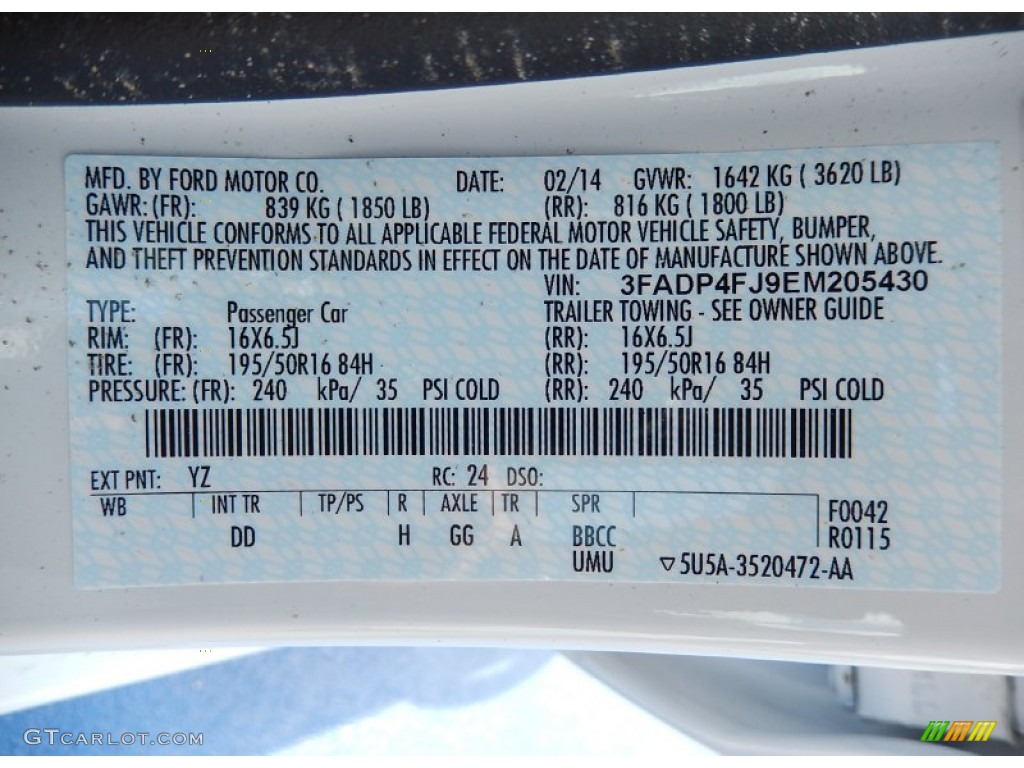 MFD. BY FORD MOTOR CO. DATE: 02/14 GVWR: 1642 KG ( 3620 LB)
GAWR: (FR): 839 KG ( 1850 LB) (RR): 816 KG ( 1800 LB)
THIS VEHICLE CONFORMS TO ALL APPLICABLE FEDERAL MOTOR VEHICLE SAFETY, BUMPER,
AND THEFT PREVENTION STANDARDS IN EFFECT ON THE DATE OF MANUFACTURE SHOWN ABOVE.
VIN: 3FADP4FJ9EM205430
TYPE: Passenger Car TRAILER TOWING - SEE OWNER GUIDE
RIM: (FR): 16X6.5J (RR): 16X6.5J
TIRE: (FR): 195/50R16 84H (RR): 195/50R16 84H
PRESSURE: (FR): 240 kPa/ 35 PSI COLD (RR): 240 kPa/ 35 PSI COLD
EXT PNT: YZ RC: 24 DSO:
WB INT TR TP/PS R AXLE TR SPR F0042
DD H GG A BBCC R0115
UMU ▽5U5A-3520472-AA
GTCARLOT.COM